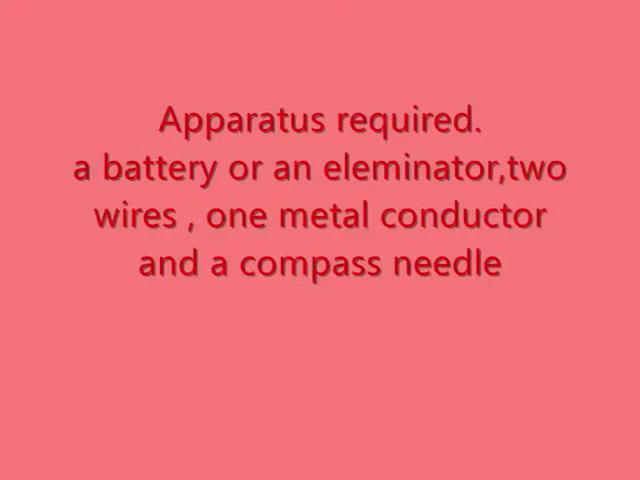 Apparatus required.
a battery or an eleminator,two
wires , one metal conductor
and a compass needle